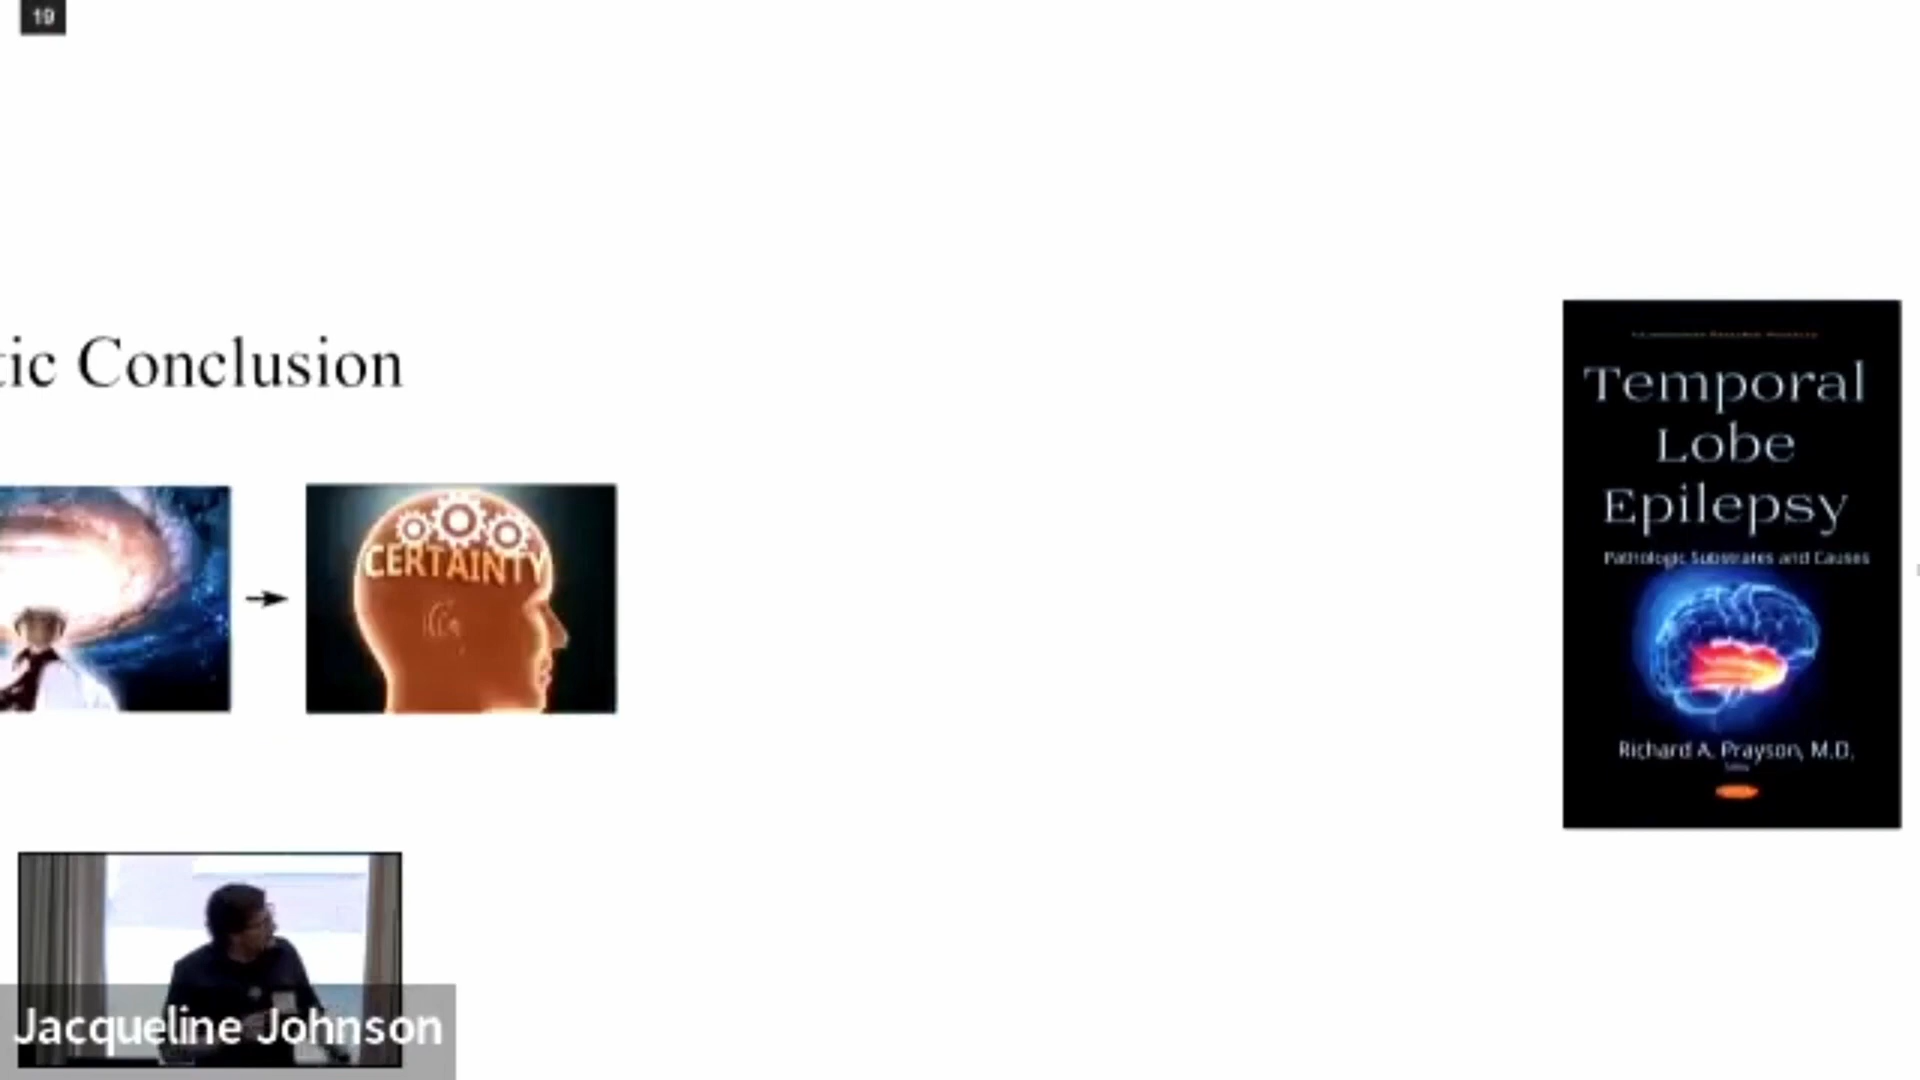 19
tic Conclusion
CERTAINTY
Temporal
Lobe
Epilepsy
Pathologic Substrates and Causes
Richard A. Prayson, M.D.
Jacqueline Johnson